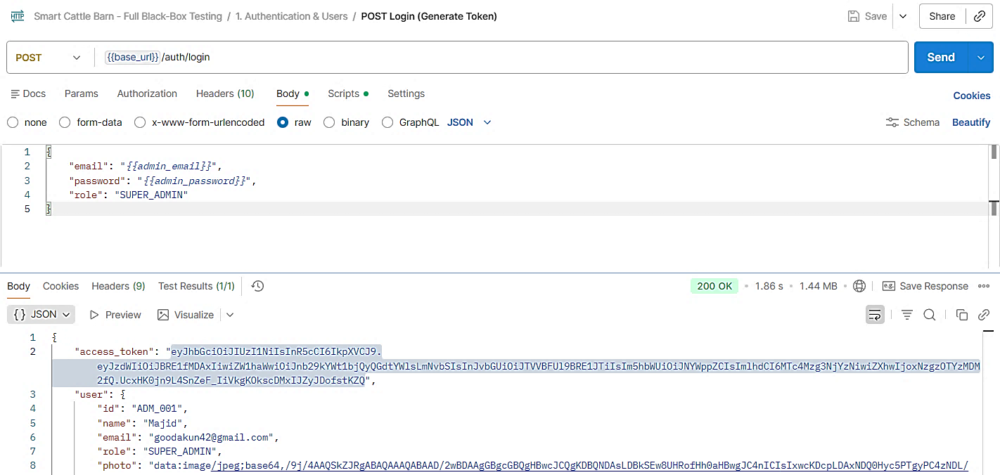 HTTP Smart Cattle Barn - Full Black-Box Testing / 1. Authentication & Users / POST Login (Generate Token) Save Share
POST {{base_url}}/auth/login Send
Docs Params Authorization Headers (10) Body Scripts Settings Cookies
none form-data x-www-form-urlencoded raw binary GraphQL JSON Schema Beautify
1 {
2 "email": "{{admin_email}}",
3 "password": "{{admin_password}}",
4 "role": "SUPER_ADMIN"
5 }
Body Cookies Headers (9) Test Results (1/1) 200 OK • 1.86 s • 1.44 MB • e.g. Save Response
{} JSON Preview Visualize
1 {
2 "access_token": "eyJhbGciOiJIUzI1NiIsInR5cCI6IkpXVCJ9.
eyJzdWIiOiJBRE1fMDAxIiwiZW1haWwiOiJnb29kYWt1bjQyQGdtYWlsLmNvbSIsInJvbGUiOiJTVVBFUl9BRE1JTiIsIm5hbWUiOiJNYWppZCIsImlhdCI6MTc4Mzg3NjYzNiwiZXhwIjoxNzgzOTYzMDM
2fQ.UcxHK0jn9L4SnZeF_IiVkgKOkscDMxIJZyJDofstKZQ",
3 "user": {
4 "id": "ADM_001",
5 "name": "Majid",
6 "email": "goodakun42@gmail.com",
7 "role": "SUPER_ADMIN",
8 "photo": "data:image/jpeg;base64,/9j/4AAQSkZJRgABAQAAAQABAAD/2wBDAAgGBgcGBQgHBwcJCQgKDBQNDAsLDBkSEw8UHRofHh0aHBwgJC4nICIsIxwcKDcpLDAxNDQ0Hyc5PTgyPC4zNDL/